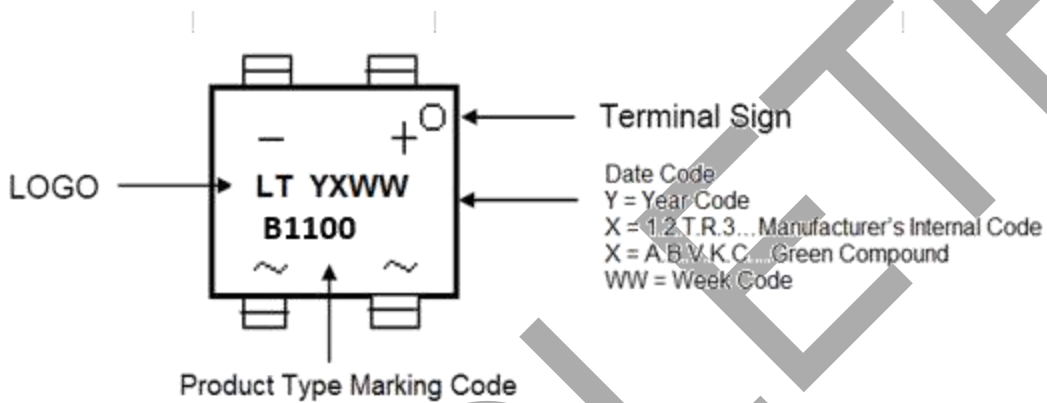 − +
Terminal Sign
LOGO
LT YXWW
B1100
~ ~
Date Code
Y = Year Code
X = 1.2.T.R.3...Manufacturer's Internal Code
X = A.B.V.K.C....Green Compound
WW = Week Code
Product Type Marking Code